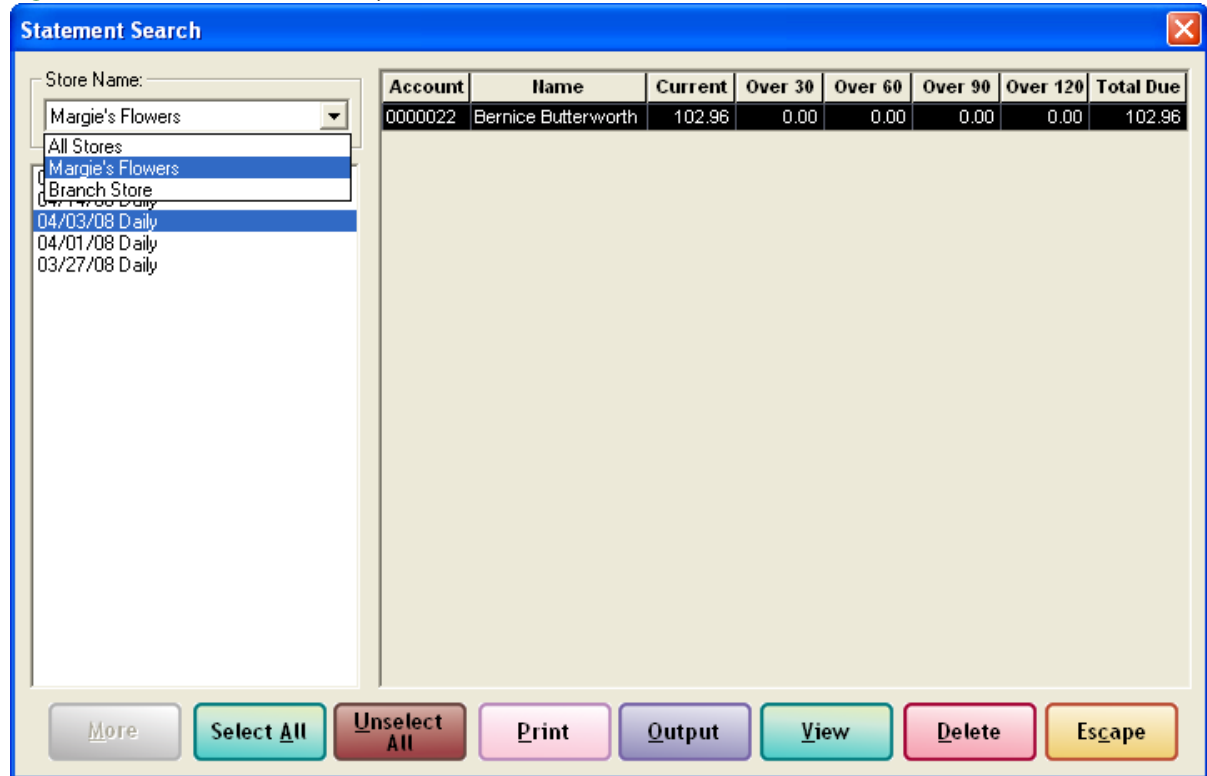 Statement Search
Store Name:
Margie's Flowers
All Stores
Margie's Flowers
Branch Store
04/03/08 Daily
04/01/08 Daily
03/27/08 Daily
Account Name Current Over 30 Over 60 Over 90 Over 120 Total Due
0000022 Bernice Butterworth 102.96 0.00 0.00 0.00 0.00 102.96
More
Select All
Unselect
All
Print
Output
View
Delete
Escape